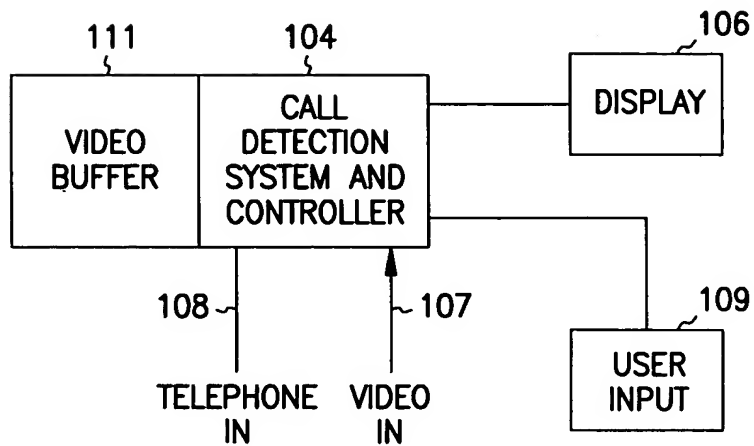 111
104
106
VIDEO
BUFFER
CALL
DETECTION
SYSTEM AND
CONTROLLER
DISPLAY
108
107
109
TELEPHONE
IN
VIDEO
IN
USER
INPUT